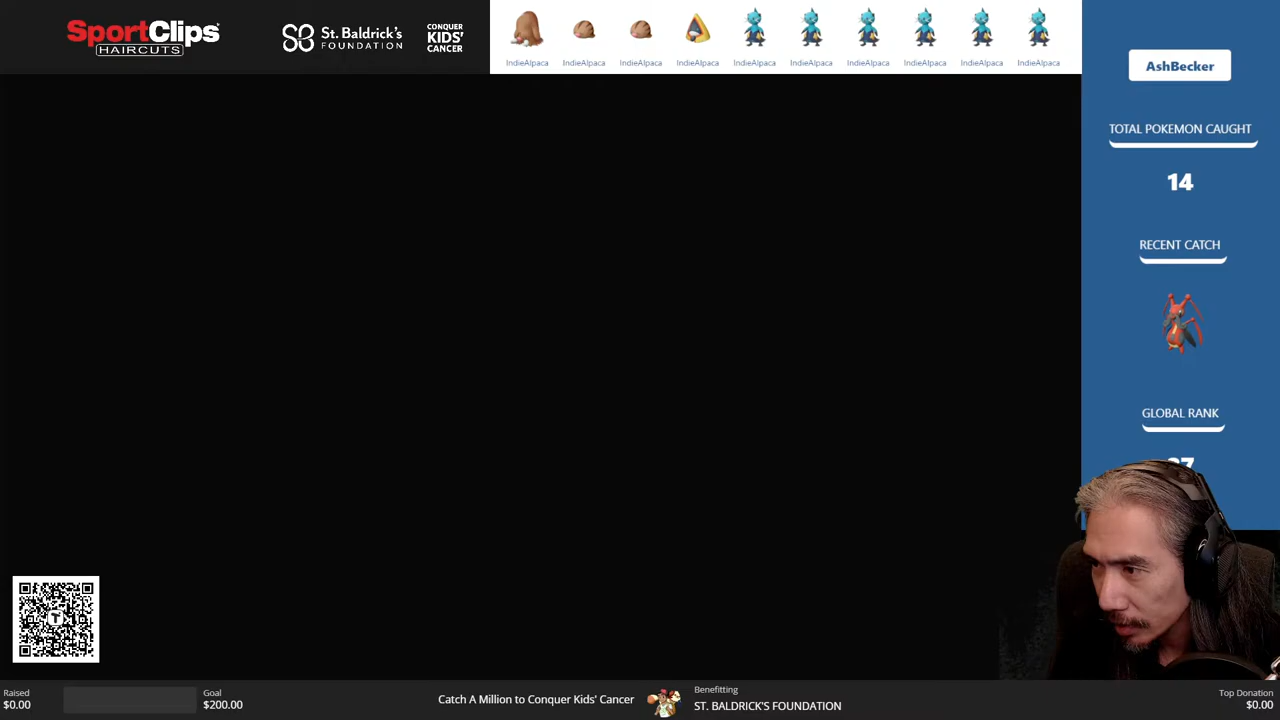 SportClips
HAIRCUTS
St. Baldrick's
FOUNDATION
CONQUER
KIDS'
CANCER
IndieAlpaca IndieAlpaca IndieAlpaca IndieAlpaca IndieAlpaca IndieAlpaca IndieAlpaca IndieAlpaca IndieAlpaca IndieAlpaca
AshBecker
TOTAL POKEMON CAUGHT
14
RECENT CATCH
GLOBAL RANK
Raised
$0.00
Goal
$200.00
Catch A Million to Conquer Kids' Cancer
Benefitting
ST. BALDRICK'S FOUNDATION
Top Donation
$0.00